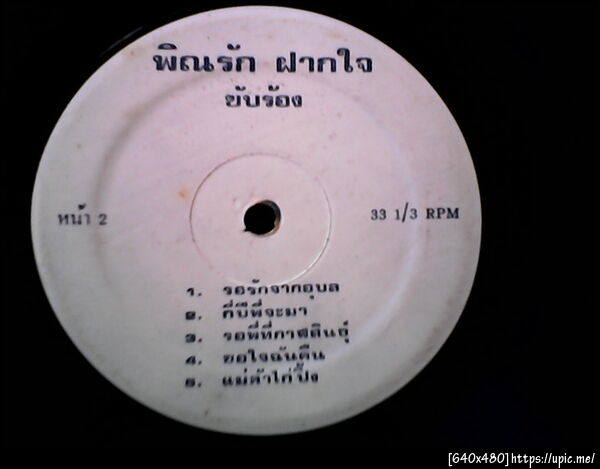 พิณรัก ฝากใจ
ขับร้อง
หน้า 2
33 1/3 RPM
1. รอรักจากอุบล
2. กี่ปีพี่จะมา
3. รอพี่ที่กาฬสินธุ์
4. ขอใจฉันคืน
5. แม่ค้าไก่ปิ้ง
[640x480]https://upic.me/